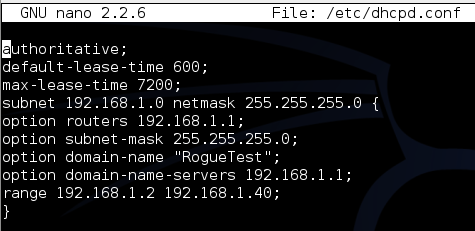 GNU nano 2.2.6 File: /etc/dhcpd.conf
authoritative;
default-lease-time 600;
max-lease-time 7200;
subnet 192.168.1.0 netmask 255.255.255.0 {
option routers 192.168.1.1;
option subnet-mask 255.255.255.0;
option domain-name "RogueTest";
option domain-name-servers 192.168.1.1;
range 192.168.1.2 192.168.1.40;
}